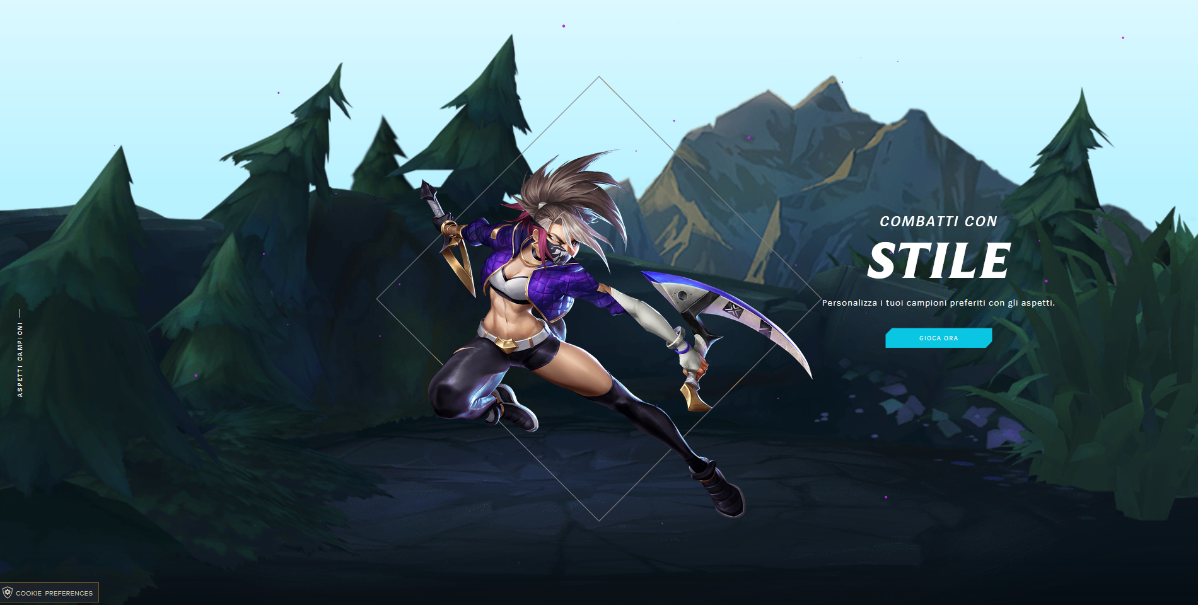 COMBATTI CON
STILE
Personalizza i tuoi campioni preferiti con gli aspetti.
GIOCA ORA
ASPETTI CAMPIONI
COOKIE PREFERENCES